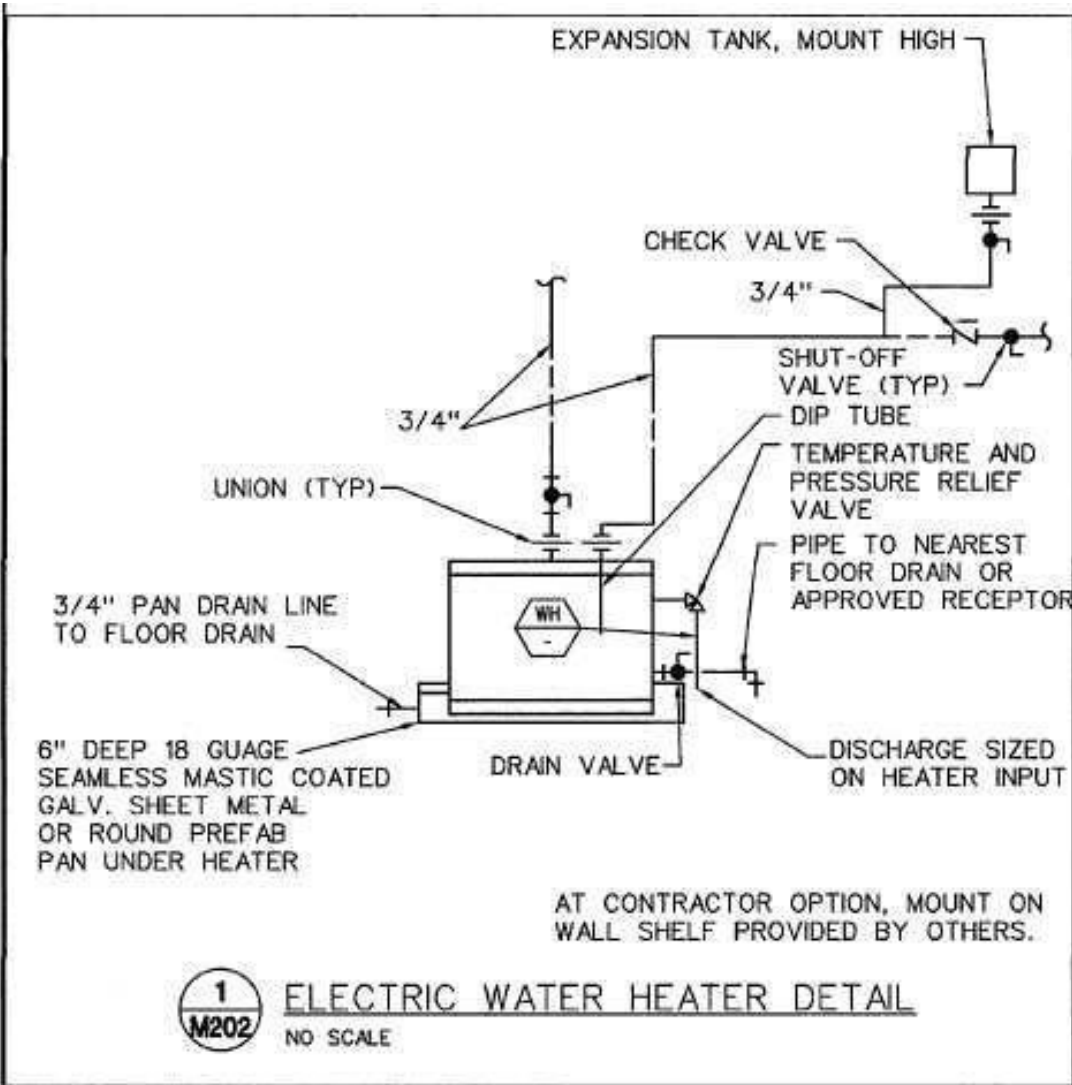 EXPANSION TANK, MOUNT HIGH
CHECK VALVE
3/4"
SHUT-OFF
VALVE (TYP)
DIP TUBE
3/4"
TEMPERATURE AND
PRESSURE RELIEF
VALVE
UNION (TYP)
PIPE TO NEAREST
FLOOR DRAIN OR
APPROVED RECEPTOR
3/4" PAN DRAIN LINE
TO FLOOR DRAIN
WH
-
6" DEEP 18 GUAGE
SEAMLESS MASTIC COATED
GALV. SHEET METAL
OR ROUND PREFAB
PAN UNDER HEATER
DRAIN VALVE
DISCHARGE SIZED
ON HEATER INPUT
AT CONTRACTOR OPTION, MOUNT ON
WALL SHELF PROVIDED BY OTHERS.
1
M202
ELECTRIC WATER HEATER DETAIL
NO SCALE